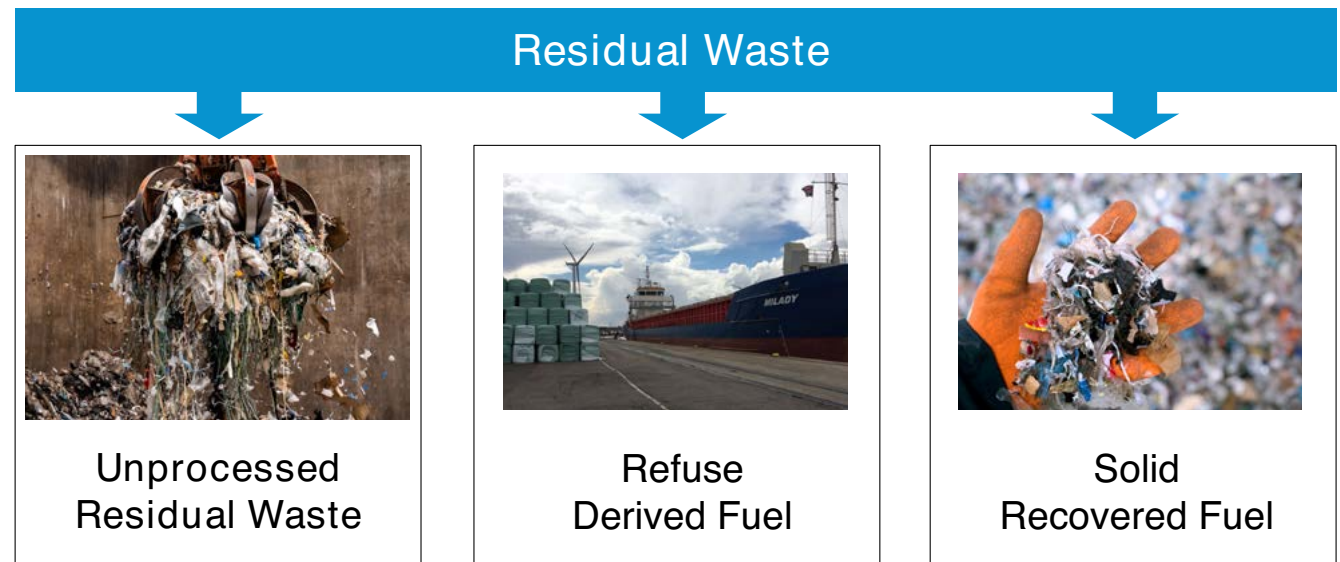 Residual Waste
MILADY
Unprocessed
Residual Waste
Refuse
Derived Fuel
Solid
Recovered Fuel